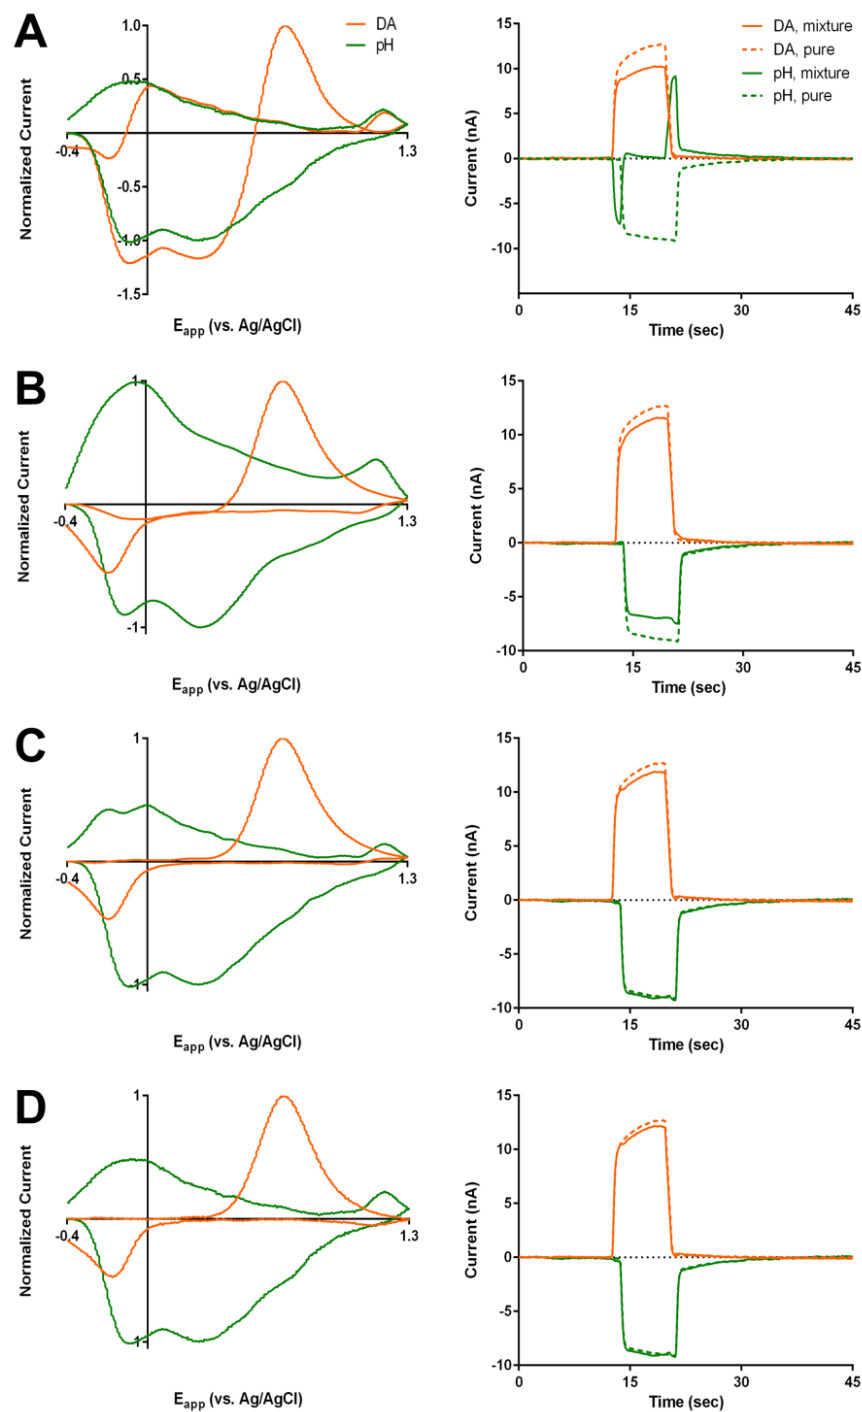 A
1.0
DA
pH
0.5
-0.4
1.3
-0.5
-1.0
-1.5
Normalized Current
Eapp (vs. Ag/AgCl)
15
DA, mixture
DA, pure
pH, mixture
pH, pure
10
5
0
-5
-10
Current (nA)
0
15
30
45
Time (sec)
B
1
-0.4
1.3
-1
Normalized Current
Eapp (vs. Ag/AgCl)
15
10
5
0
-5
-10
Current (nA)
0
15
30
45
Time (sec)
C
1
-0.4
1.3
-1
Normalized Current
Eapp (vs. Ag/AgCl)
15
10
5
0
-5
-10
Current (nA)
0
15
30
45
Time (sec)
D
1
-0.4
1.3
-1
Normalized Current
Eapp (vs. Ag/AgCl)
15
10
5
0
-5
-10
Current (nA)
0
15
30
45
Time (sec)